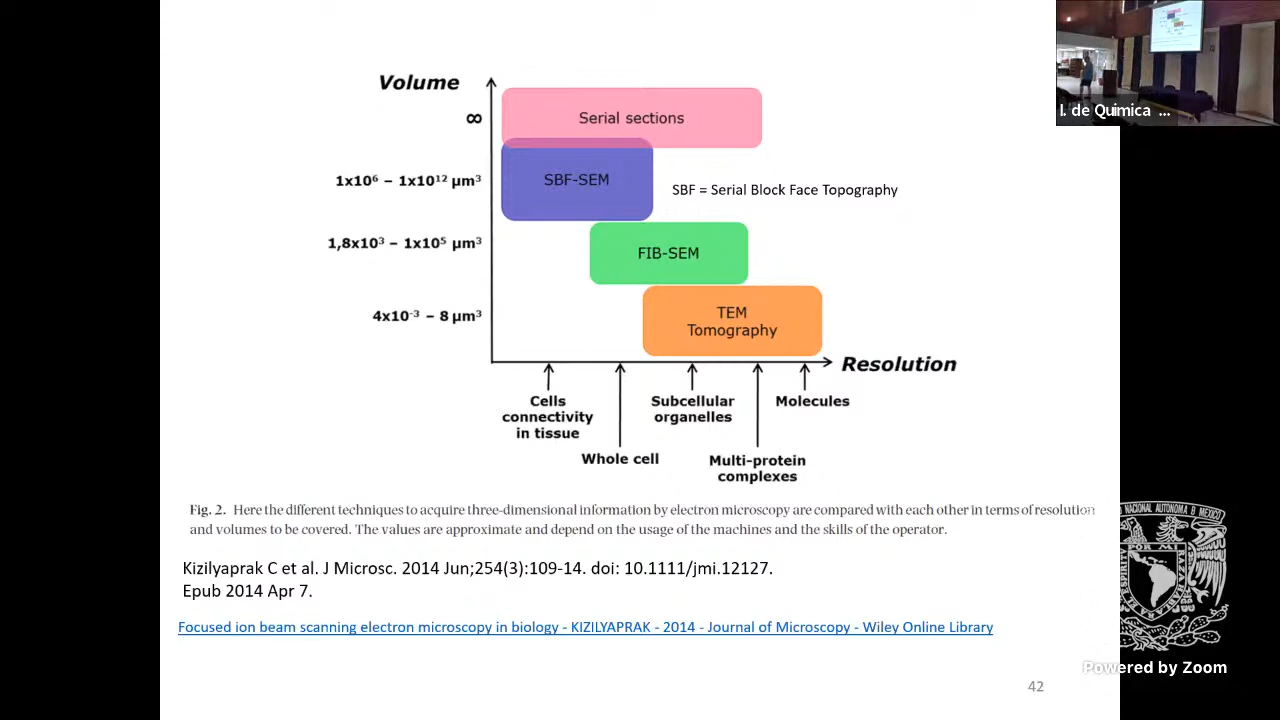 I. de Quimica ...
Volume
∞
Serial sections
1x10⁶ – 1x10¹² µm³
SBF-SEM
SBF = Serial Block Face Topography
1,8x10³ – 1x10⁵ µm³
FIB-SEM
4x10⁻³ – 8 µm³
TEM
Tomography
Resolution
Cells
connectivity
in tissue
Whole cell
Subcellular
organelles
Multi-protein
complexes
Molecules
Fig. 2. Here the different techniques to acquire three-dimensional information by electron microscopy are compared with each other in terms of resolution
and volumes to be covered. The values are approximate and depend on the usage of the machines and the skills of the operator.
Kizilyaprak C et al. J Microsc. 2014 Jun;254(3):109-14. doi: 10.1111/jmi.12127.
Epub 2014 Apr 7.
Focused ion beam scanning electron microscopy in biology - KIZILYAPRAK - 2014 - Journal of Microscopy - Wiley Online Library
NACIONAL AUTONOMA
POR MI
Powered by Zoom
42